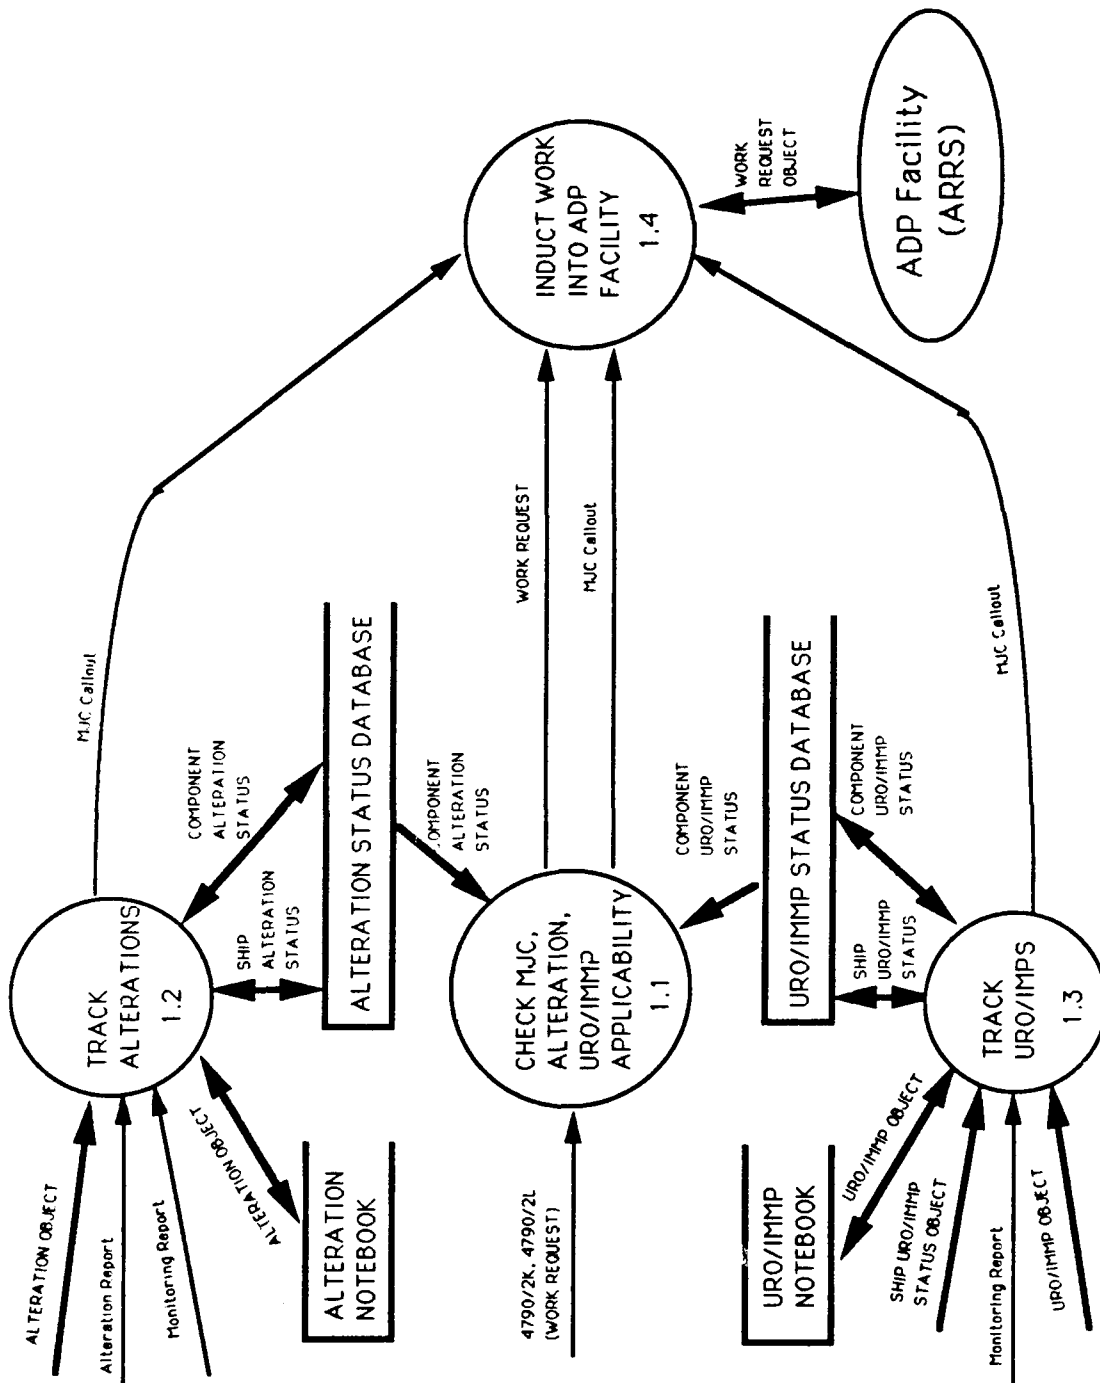 ALTERATION OBJECT
Alteration Report
Monitoring Report
TRACK
ALTERATIONS
1.2
MJC Callout
ALTERATION OBJECT
ALTERATION
NOTEBOOK
SHIP
ALTERATION
STATUS
COMPONENT
ALTERATION
STATUS
ALTERATION STATUS DATABASE
COMPONENT
ALTERATION
STATUS
4790/2K, 4790/2L
(WORK REQUEST)
CHECK MJC,
ALTERATION,
URO/IMMP
APPLICABILITY
1.1
WORK REQUEST
MJC Callout
INDUCT WORK
INTO ADP
FACILITY
1.4
WORK
REQUEST
OBJECT
ADP Facility
(ARRS)
COMPONENT
URO/IMMP
STATUS
URO/IMMP
NOTEBOOK
URO/IMMP STATUS DATABASE
URO/IMMP OBJECT
SHIP
URO/IMMP
STATUS
COMPONENT
URO/IMMP
STATUS
SHIP URO/IMMP
STATUS OBJECT
Monitoring Report
URO/IMMP OBJECT
TRACK
URO/IMPS
1.3
MJC Callout